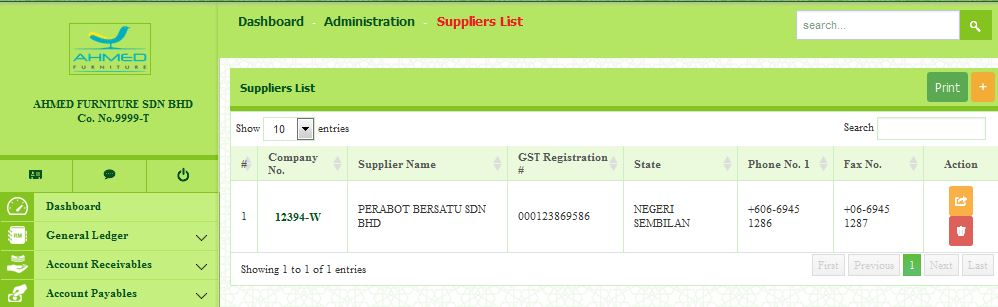 AHMED
FURNITURE
AHMED FURNITURE SDN BHD
Co. No.9999-T
Dashboard
RM
General Ledger
Account Receivables
Account Payables
Dashboard - Administration - Suppliers List
search...
Suppliers List
Print +
Show 10 entries
Search
# Company No. Supplier Name GST Registration # State Phone No. 1 Fax No. Action
1 12394-W PERABOT BERSATU SDN BHD 000123869586 NEGERI SEMBILAN +606-6945 1286 +06-6945 1287
Showing 1 to 1 of 1 entries
First Previous 1 Next Last